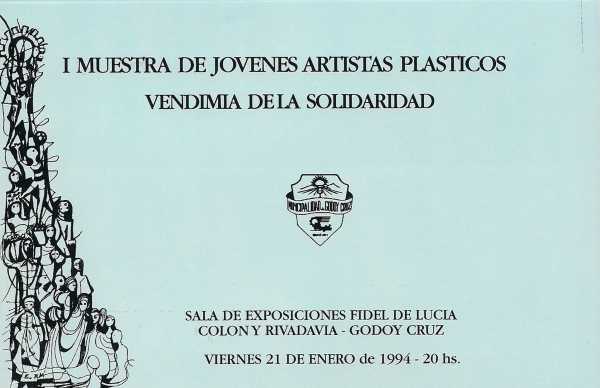 I MUESTRA DE JOVENES ARTISTAS PLASTICOS
VENDIMIA DE LA SOLIDARIDAD
MUNICIPALIDAD DE GODOY CRUZ
SALA DE EXPOSICIONES FIDEL DE LUCIA
COLON Y RIVADAVIA - GODOY CRUZ
VIERNES 21 DE ENERO de 1994 - 20 hs.